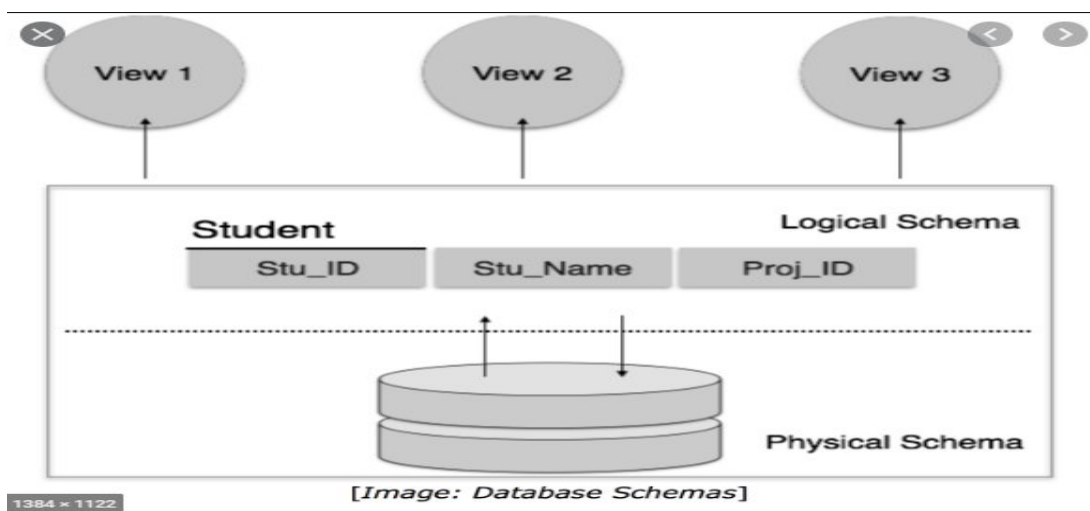 View 1
View 2
View 3
Logical Schema
Student
Stu_ID
Stu_Name
Proj_ID
Physical Schema
[Image: Database Schemas]
1384 × 1122